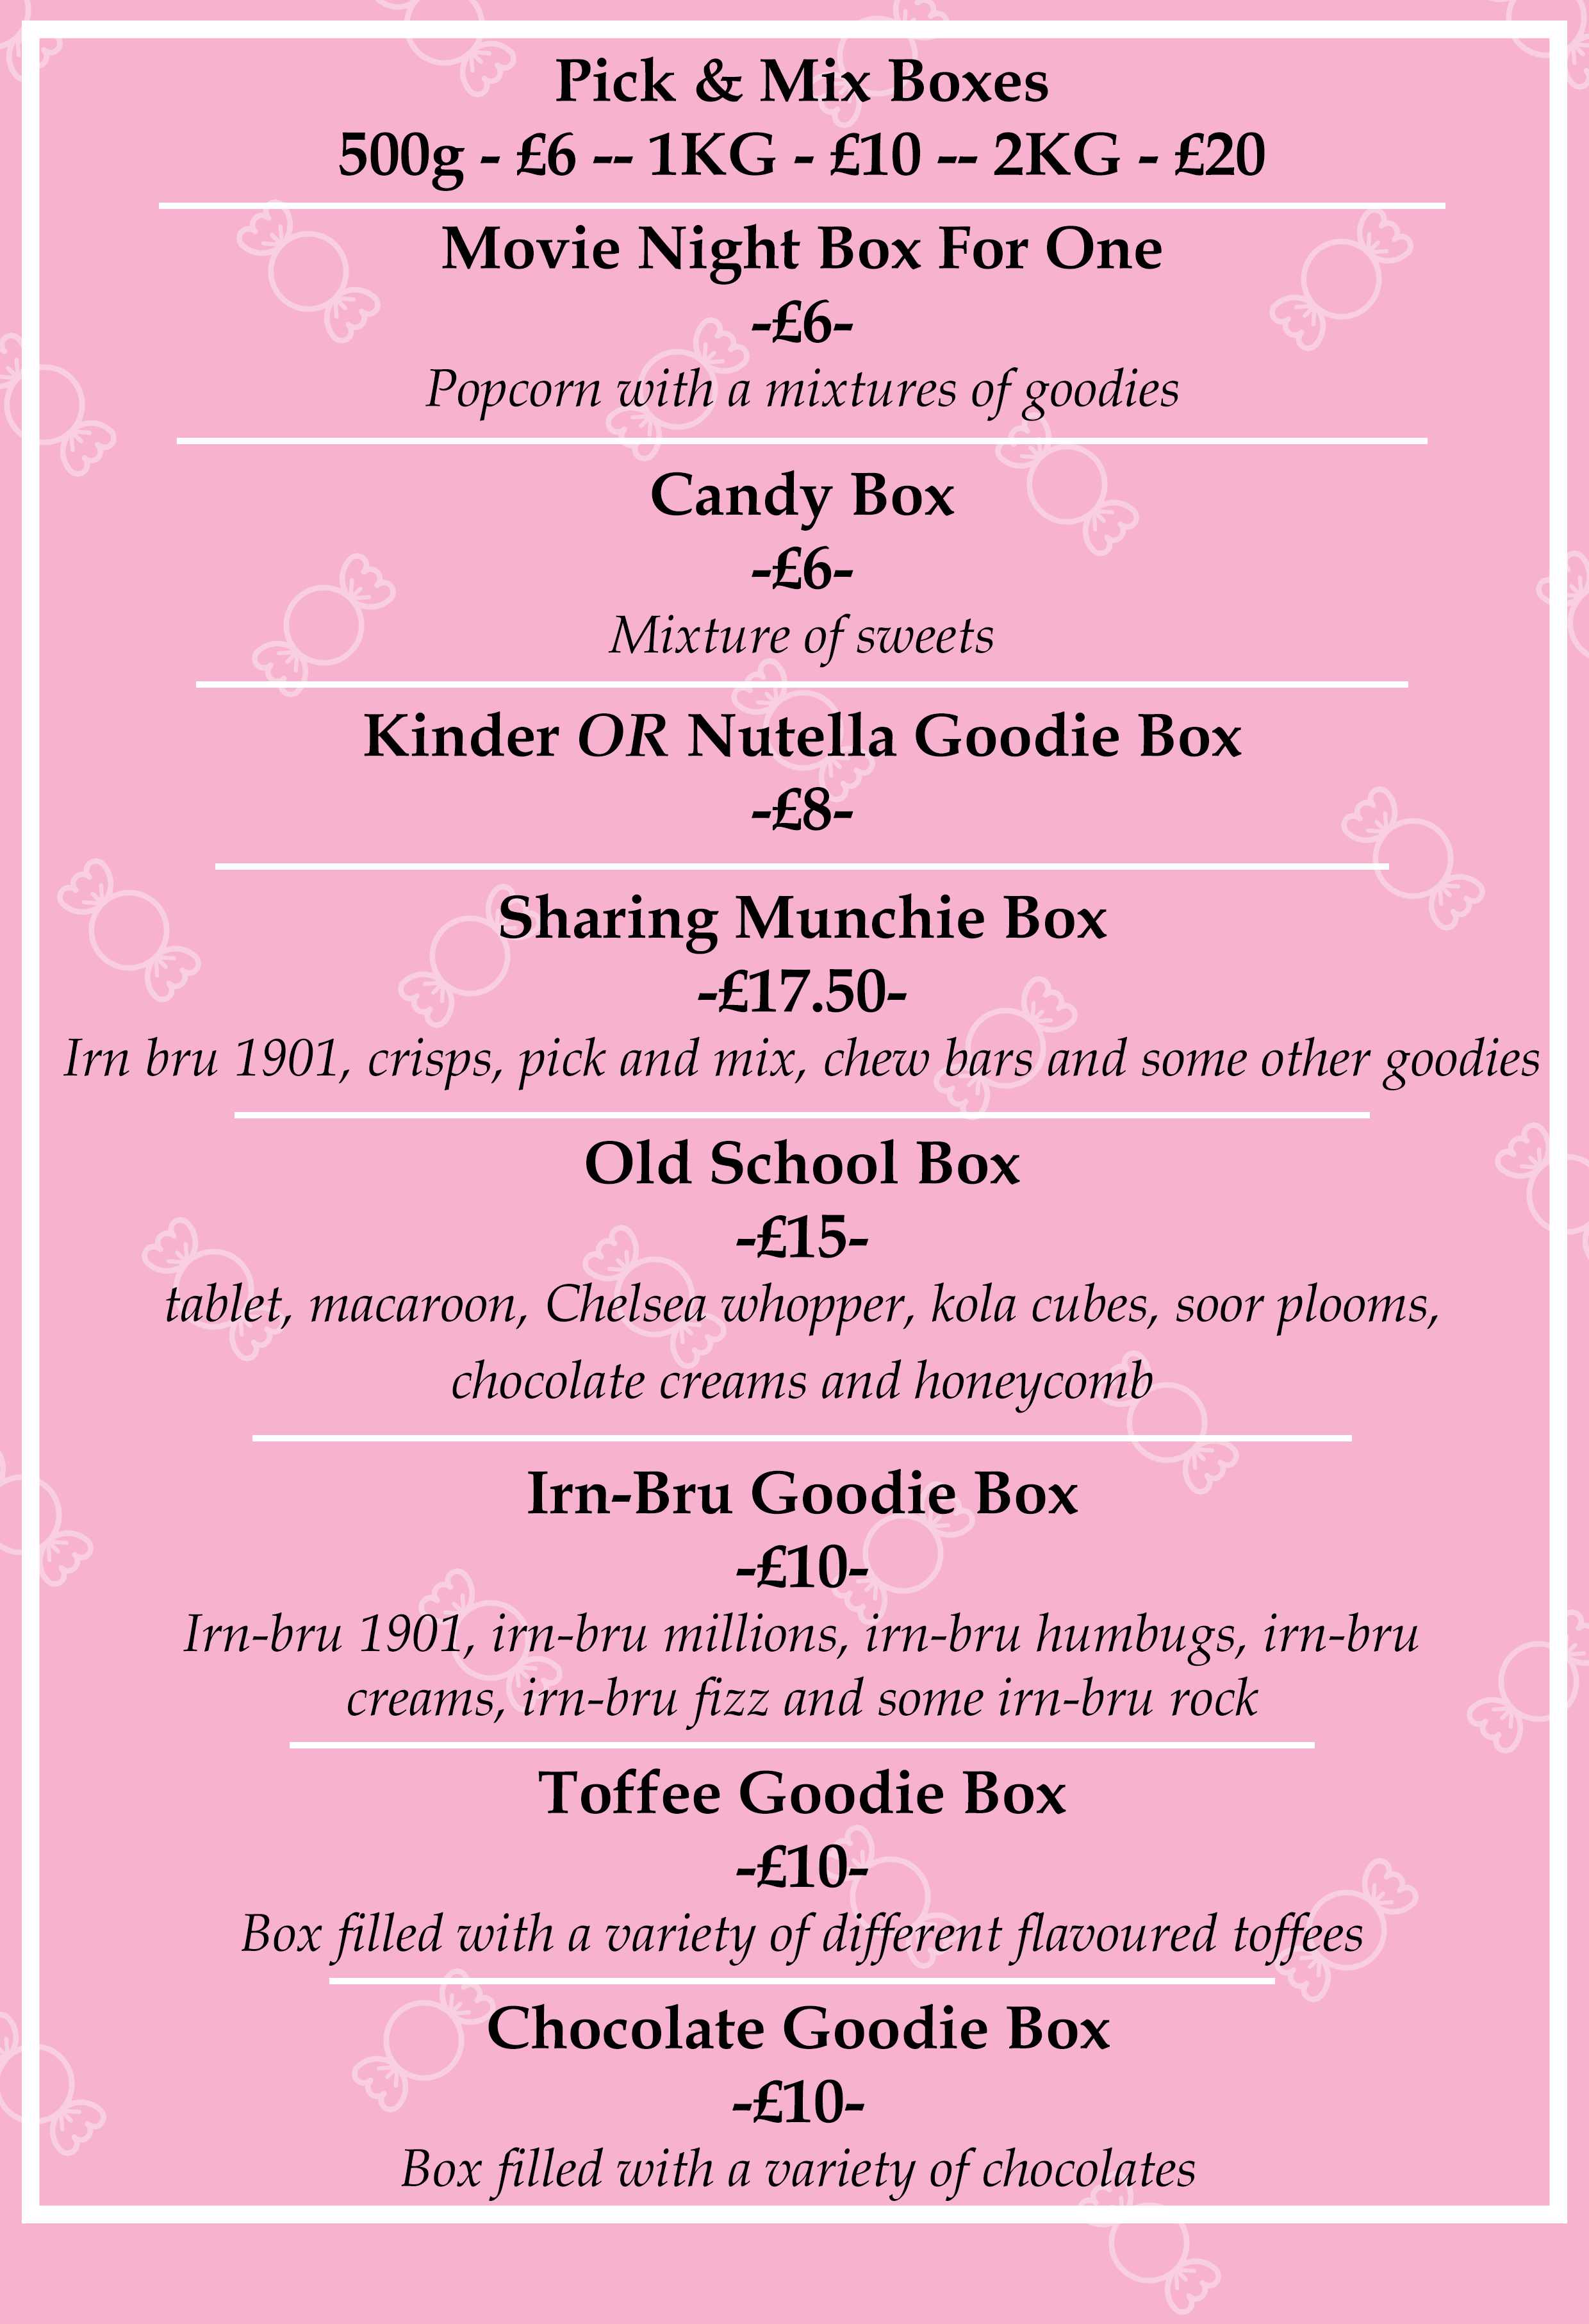 Pick & Mix Boxes
500g - £6 -- 1KG - £10 -- 2KG - £20
Movie Night Box For One
-£6-
Popcorn with a mixtures of goodies
Candy Box
-£6-
Mixture of sweets
Kinder OR Nutella Goodie Box
-£8-
Sharing Munchie Box
-£17.50-
Irn bru 1901, crisps, pick and mix, chew bars and some other goodies
Old School Box
-£15-
tablet, macaroon, Chelsea whopper, kola cubes, soor plooms,
chocolate creams and honeycomb
Irn-Bru Goodie Box
-£10-
Irn-bru 1901, irn-bru millions, irn-bru humbugs, irn-bru
creams, irn-bru fizz and some irn-bru rock
Toffee Goodie Box
-£10-
Box filled with a variety of different flavoured toffees
Chocolate Goodie Box
-£10-
Box filled with a variety of chocolates